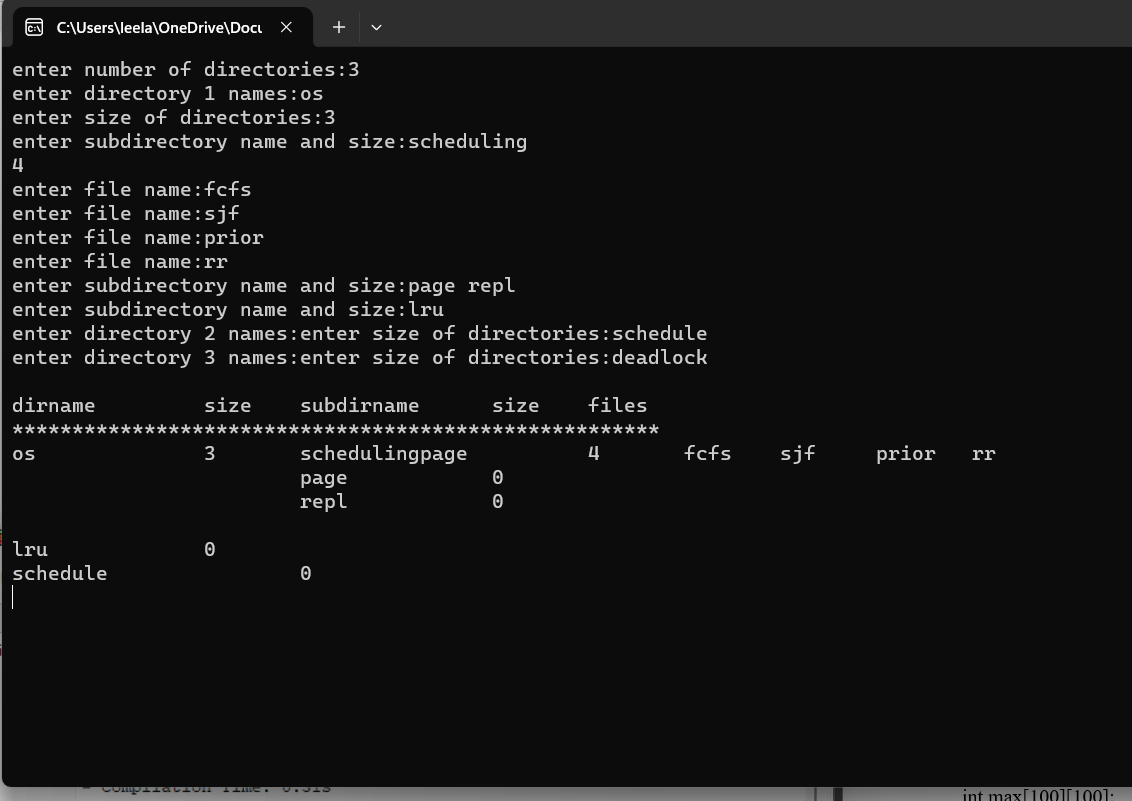 C:\Users\leela\OneDrive\Docu
enter number of directories:3
enter directory 1 names:os
enter size of directories:3
enter subdirectory name and size:scheduling
4
enter file name:fcfs
enter file name:sjf
enter file name:prior
enter file name:rr
enter subdirectory name and size:page repl
enter subdirectory name and size:lru
enter directory 2 names:enter size of directories:schedule
enter directory 3 names:enter size of directories:deadlock
dirname size subdirname size files
******************************************************
os 3 schedulingpage 4 fcfs sjf prior rr
page 0
repl 0
lru 0
schedule 0
- Compilation Time: 0.31s
int max[100][100];